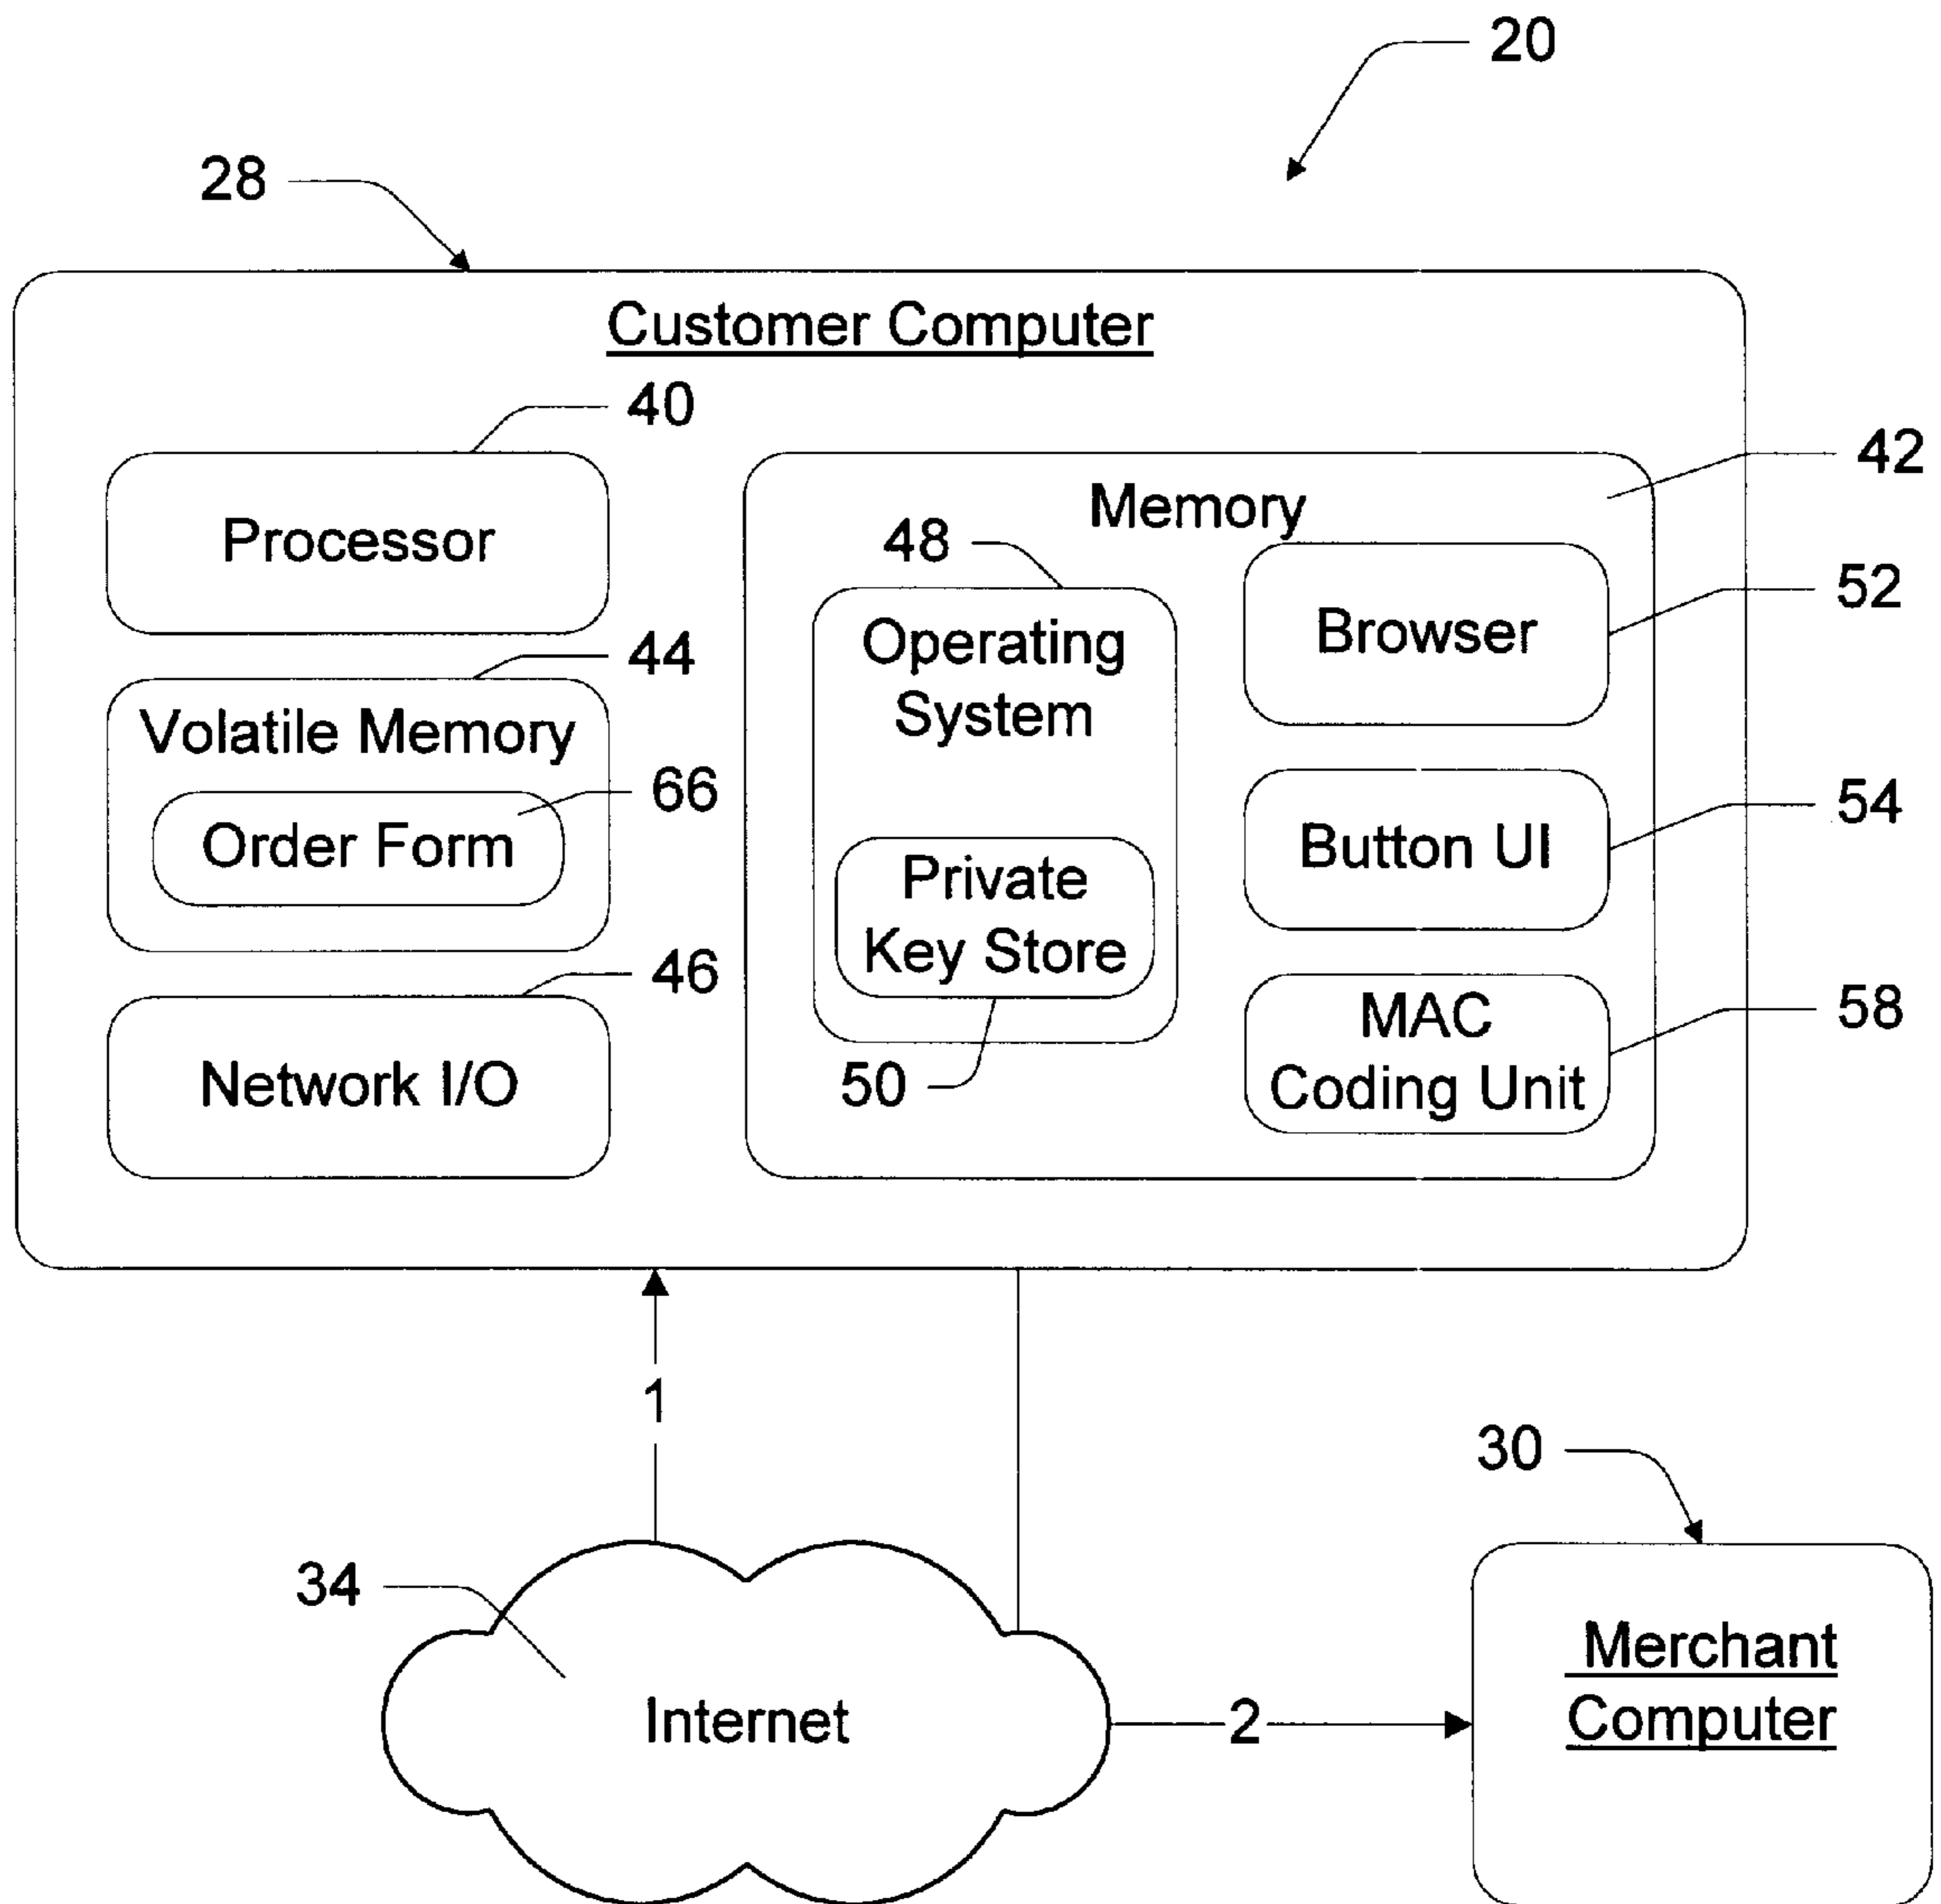 20
28
Customer Computer
40
Processor
42
Memory
48
Operating
System
Browser
52
44
Volatile Memory
66
Order Form
Button UI
54
Private
Key Store
50
46
Network I/O
MAC
Coding Unit
58
1
30
34
Internet
2
Merchant
Computer